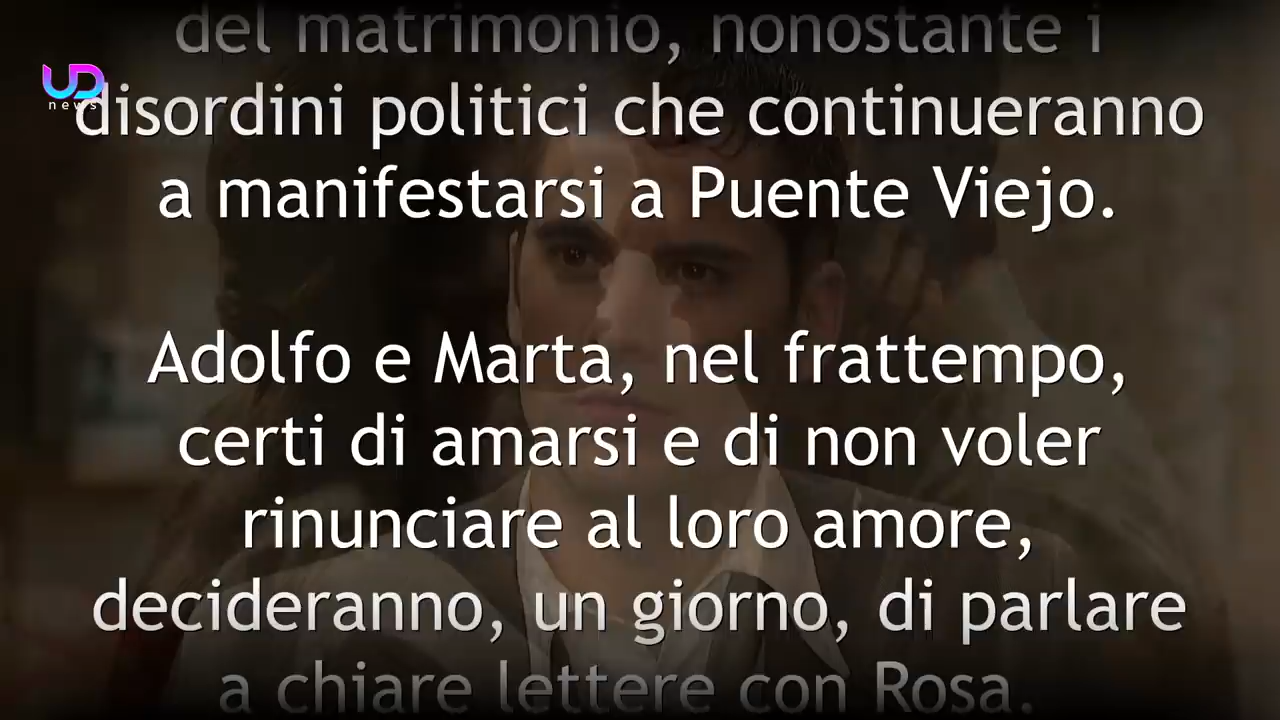 del matrimonio, nonostante i
UD
news
disordini politici che continueranno
a manifestarsi a Puente Viejo.
Adolfo e Marta, nel frattempo,
certi di amarsi e di non voler
rinunciare al loro amore,
decideranno, un giorno, di parlare
a chiare lettere con Rosa.